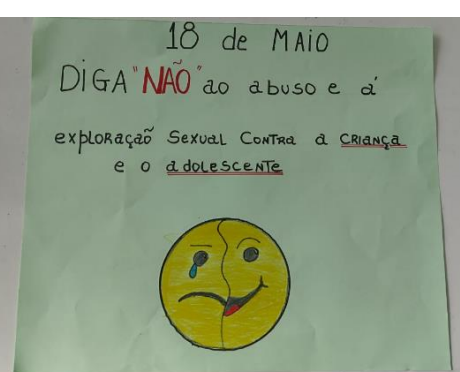 18 de MAIO
DIGA "NÃO" ao abuso e á
exploração Sexual Contra a criança
e o adolescente